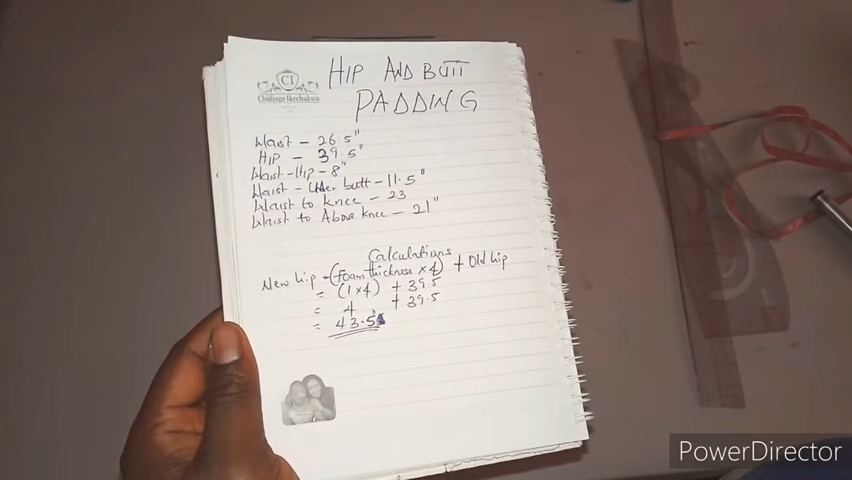 HIP AND BUTT
PADDING
CI
Chidiogo Ikechukwu
Waist - 26.5"
HIP - 39.5"
Waist-Hip - 8"
Waist - Under butt - 11.5"
Waist to knee - 23
Waist to Above knee - 21"
Calculations
New hip - (Foam thickness × 4) + Old hip
= (1 × 4) + 39.5
= 4 + 39.5
= 43.5"
PowerDirector